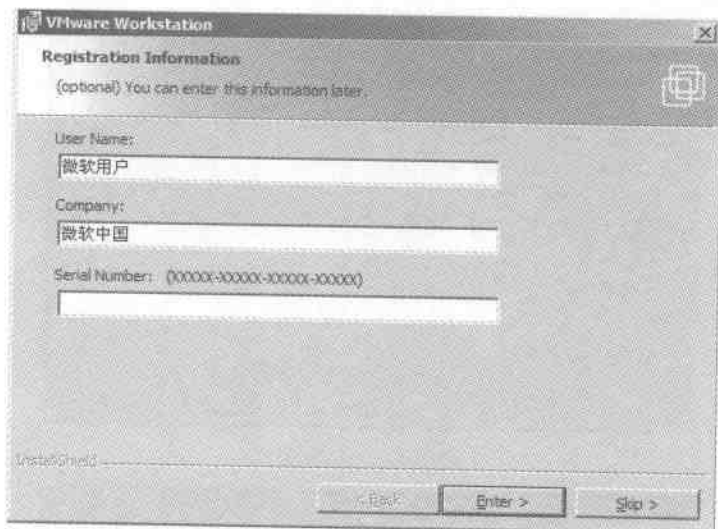 VMware Workstation
Registration Information
(optional) You can enter this information later.
User Name:
微软用户
Company:
微软中国
Serial Number: (XXXXX-XXXXX-XXXXX-XXXXX)
InstallShield
< Back
Enter >
Skip >